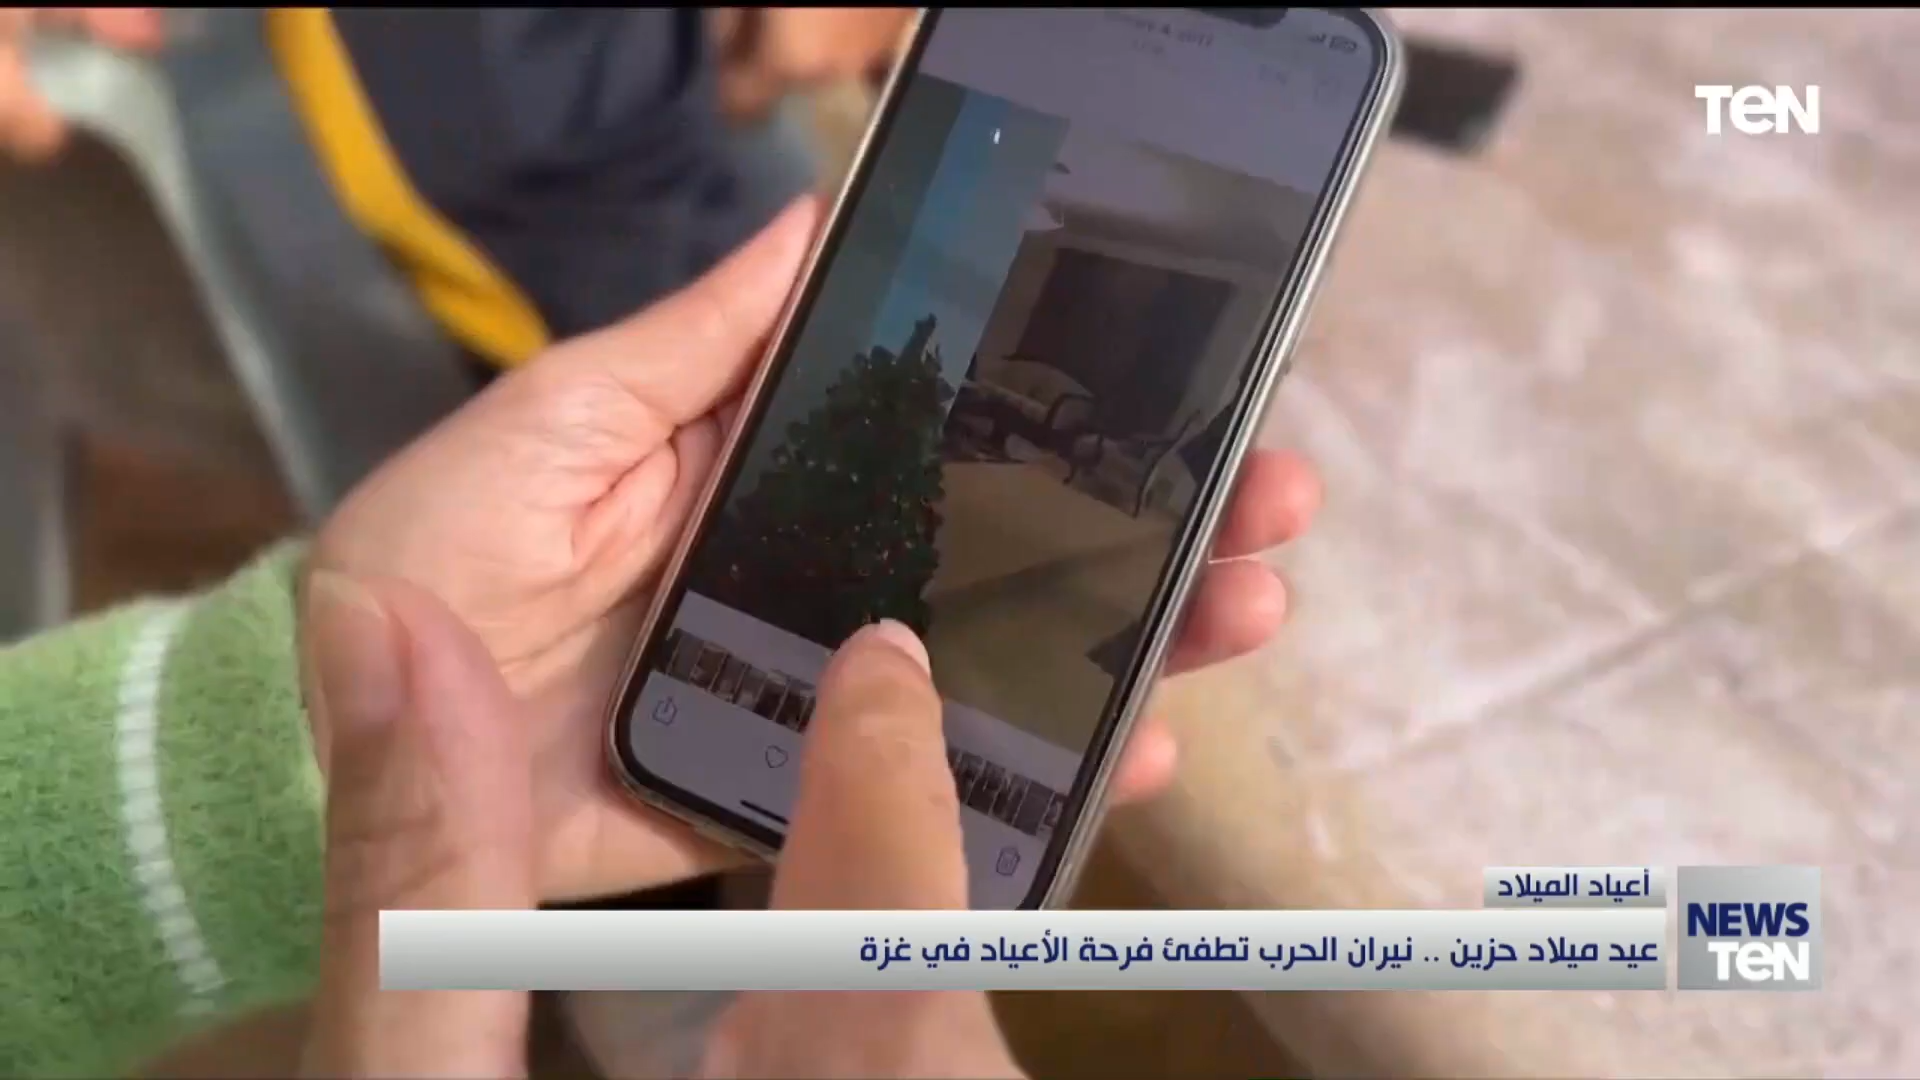 TEN
أعياد الميلاد
عيد ميلاد حزين .. نيران الحرب تطفئ فرحة الأعياد في غزة
NEWS
TEN